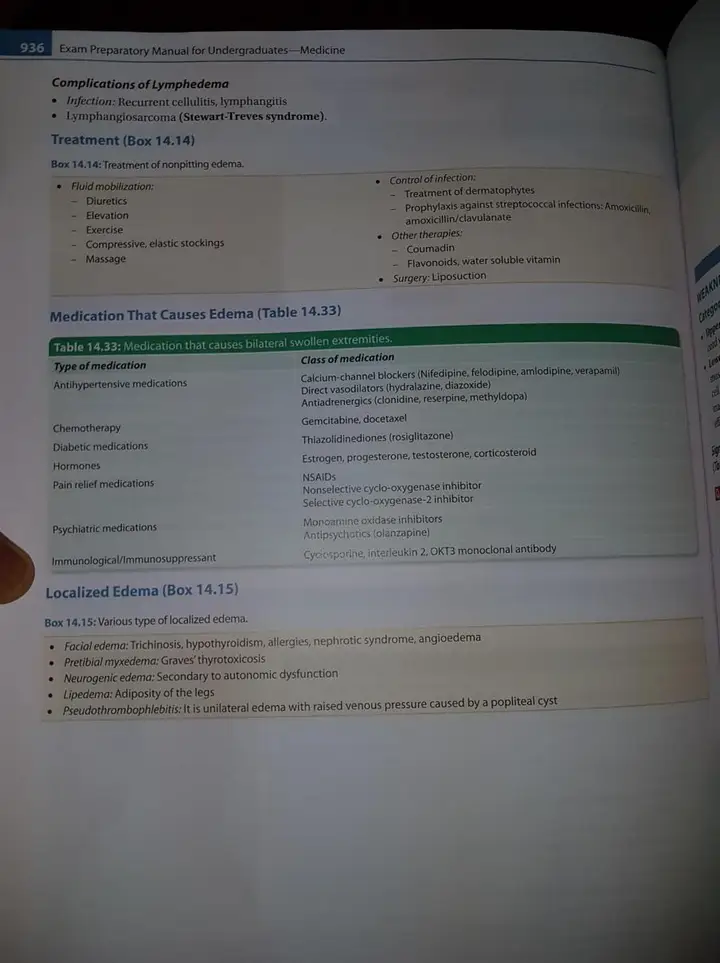 936 Exam Preparatory Manual for Undergraduates—Medicine
Complications of Lymphedema
• Infection: Recurrent cellulitis, lymphangitis
• Lymphangiosarcoma (Stewart-Treves syndrome).
Treatment (Box 14.14)
Box 14.14: Treatment of nonpitting edema.
• Fluid mobilization:
– Diuretics
– Elevation
– Exercise
– Compressive, elastic stockings
– Massage
• Control of infection:
– Treatment of dermatophytes
– Prophylaxis against streptococcal infections: Amoxicillin,
amoxicillin/clavulanate
• Other therapies:
– Coumadin
– Flavonoids, water soluble vitamin
• Surgery: Liposuction
Medication That Causes Edema (Table 14.33)
Table 14.33: Medication that causes bilateral swollen extremities.
Type of medication Class of medication
Antihypertensive medications Calcium-channel blockers (Nifedipine, felodipine, amlodipine, verapamil)
Direct vasodilators (hydralazine, diazoxide)
Antiadrenergics (clonidine, reserpine, methyldopa)
Chemotherapy Gemcitabine, docetaxel
Diabetic medications Thiazolidinediones (rosiglitazone)
Hormones Estrogen, progesterone, testosterone, corticosteroid
Pain relief medications NSAIDs
Nonselective cyclo-oxygenase inhibitor
Selective cyclo-oxygenase-2 inhibitor
Psychiatric medications Monoamine oxidase inhibitors
Antipsychotics (olanzapine)
Immunological/Immunosuppressant Cyclosporine, interleukin 2, OKT3 monoclonal antibody
Localized Edema (Box 14.15)
Box 14.15: Various type of localized edema.
• Facial edema: Trichinosis, hypothyroidism, allergies, nephrotic syndrome, angioedema
• Pretibial myxedema: Graves' thyrotoxicosis
• Neurogenic edema: Secondary to autonomic dysfunction
• Lipedema: Adiposity of the legs
• Pseudothrombophlebitis: It is unilateral edema with raised venous pressure caused by a popliteal cyst